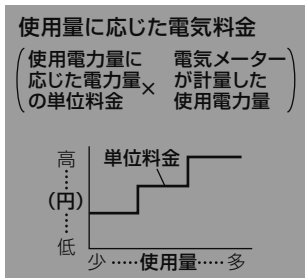 使用量に応じた電気料金
使用電力量に 電気メーター
応じた電力量 × が計量した
の単位料金 使用電力量
高 単位料金
(円)
低
少 ……使用量…… 多